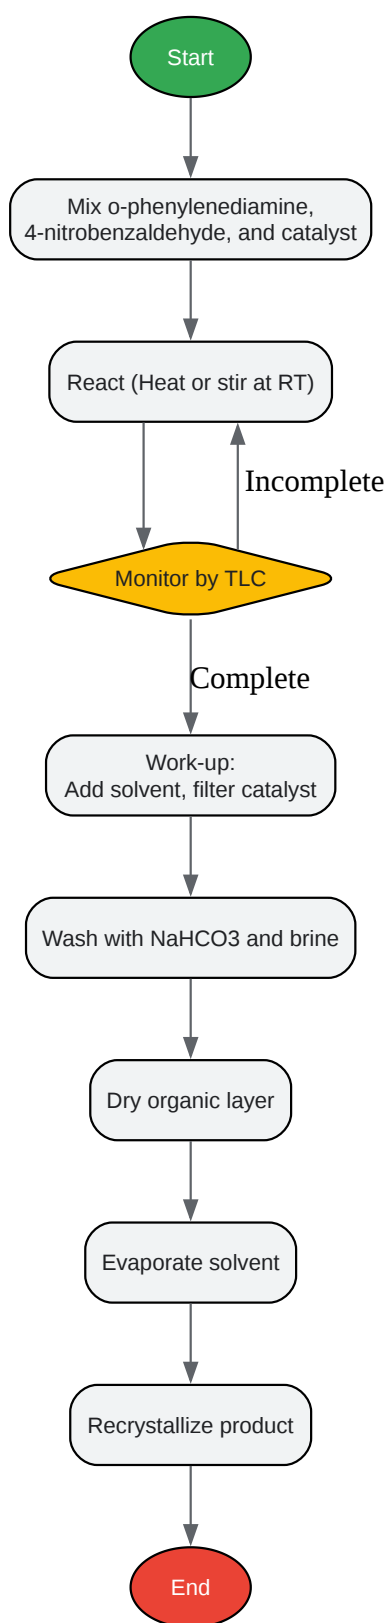 Start
Mix o-phenylenediamine,
4-nitrobenzaldehyde, and catalyst
React (Heat or stir at RT)
Incomplete
Monitor by TLC
Complete
Work-up:
Add solvent, filter catalyst
Wash with NaHCO3 and brine
Dry organic layer
Evaporate solvent
Recrystallize product
End